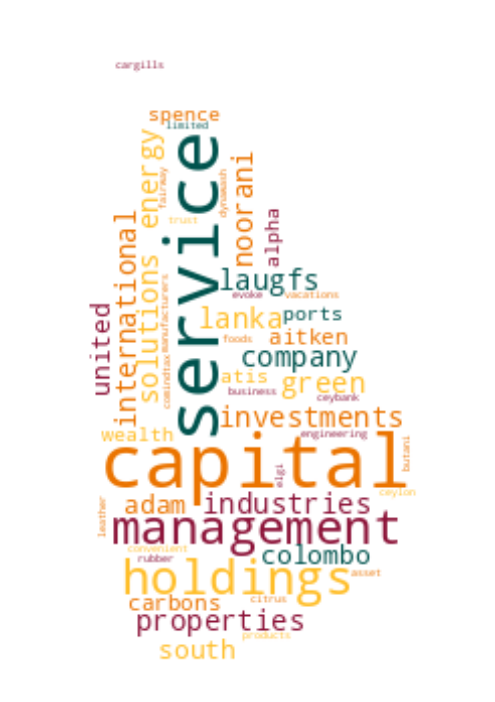 cargills
spence
limited
service
energy
fairway
dynawash
noorani
trust
alpha
international
solutions
manufacturers
comindtax
laugfs
evoke
vacations
united
lanka
ports
foods
aitken
company
atis
green
business
ceybank
investments
wealth
engineering
capital
butani
elgi
ceylon
leather
adam
industries
management
convenient
colombo
rubber
holdings
asset
carbons
citrus
properties
products
south